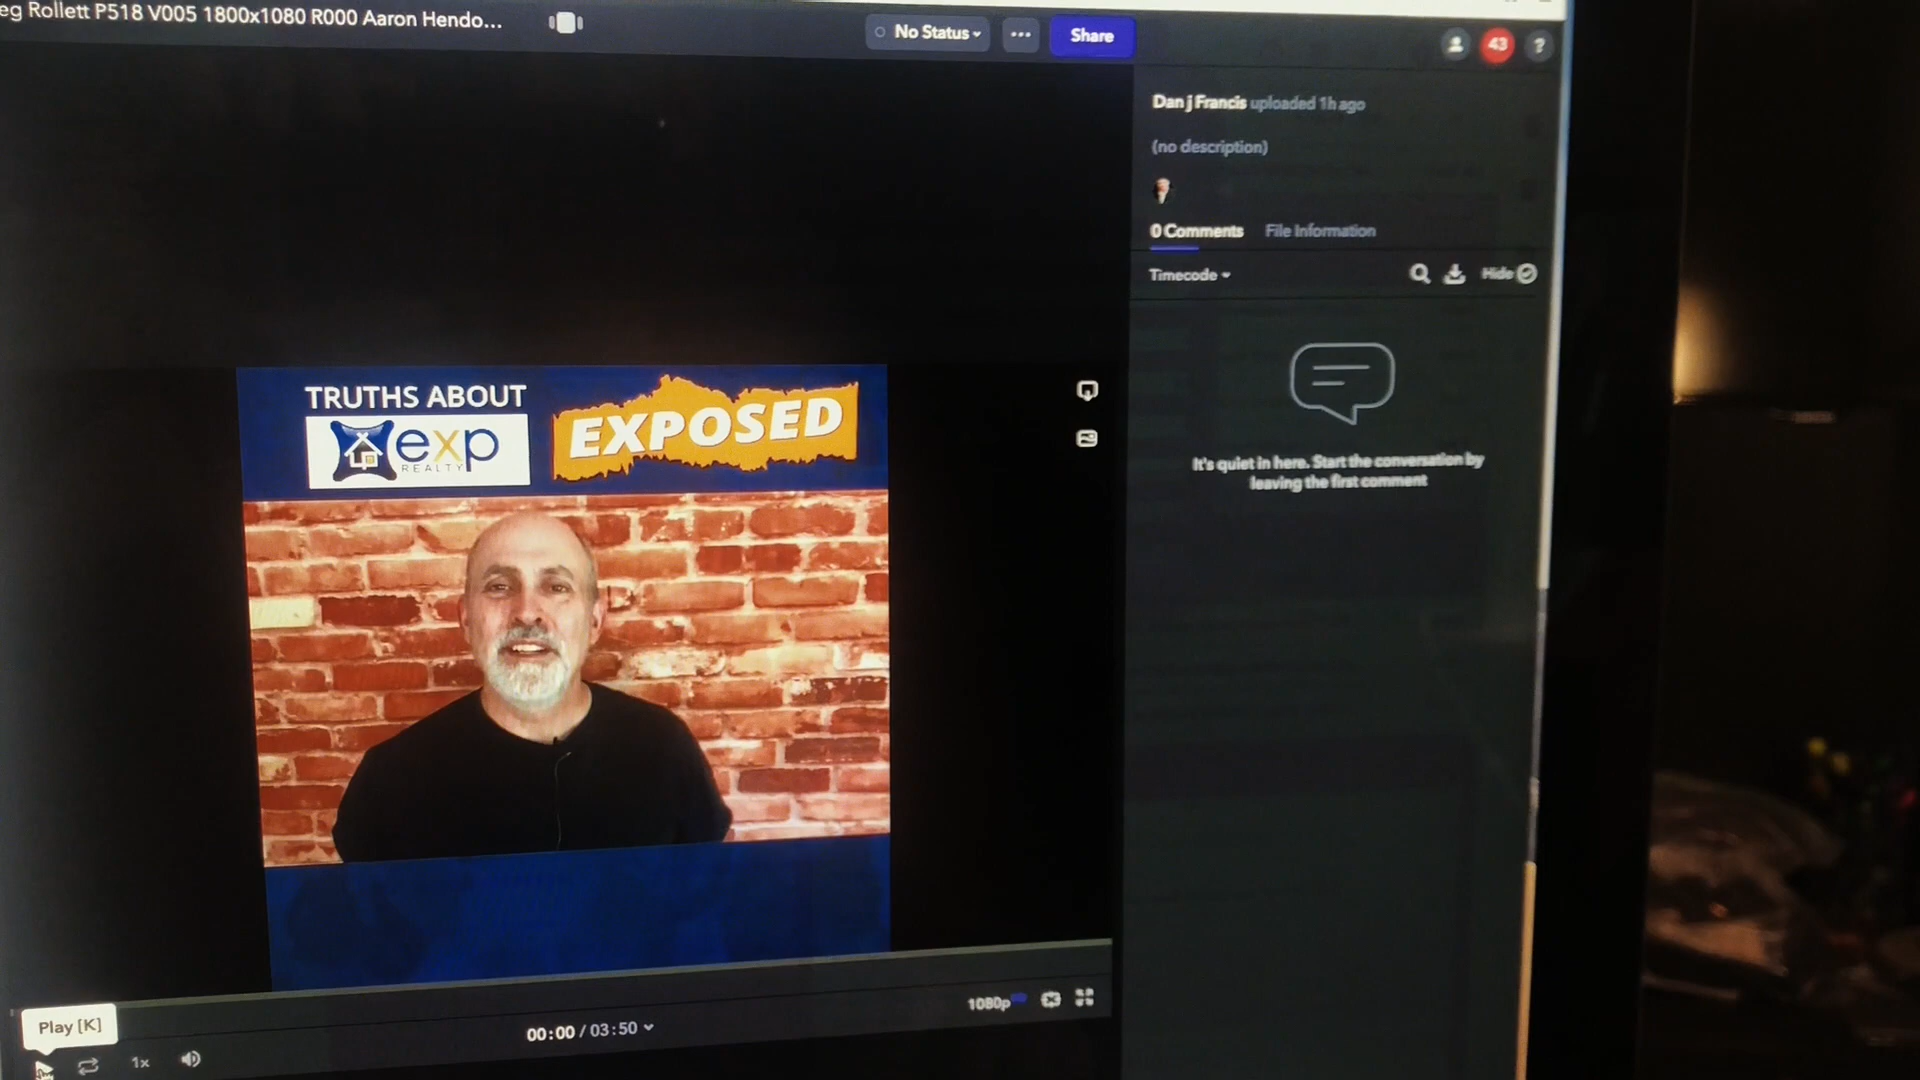 eg Rollett P518 V005 1800x1080 R000 Aaron Hendo...
No Status
Share
43
?
Dan j Francis uploaded 1h ago
(no description)
0 Comments File Information
Timecode
Hide
It's quiet in here. Start the conversation by
leaving the first comment
TRUTHS ABOUT
exp
REALTY
EXPOSED
1080p
Play [K]
00:00 / 03:50
1x